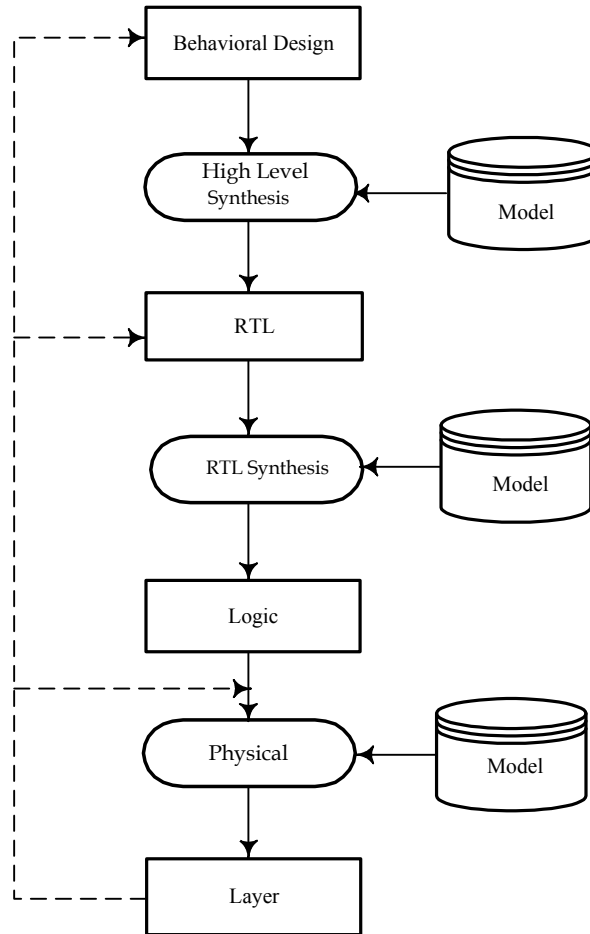 Behavioral Design
High Level
Synthesis
Model
RTL
RTL Synthesis
Model
Logic
Physical
Model
Layer